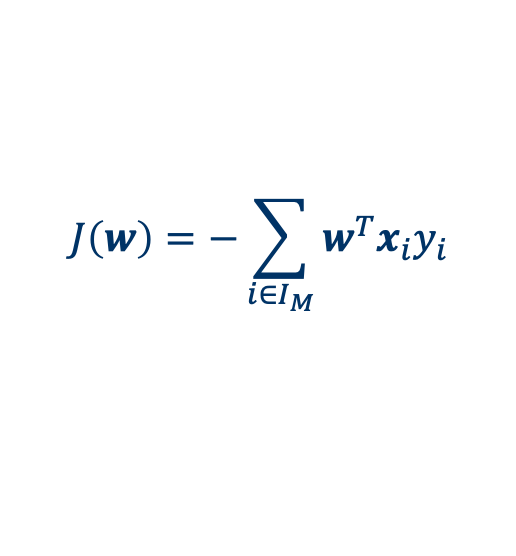 J(w) = − ∑_{i∈I_M} w^T x_i y_i